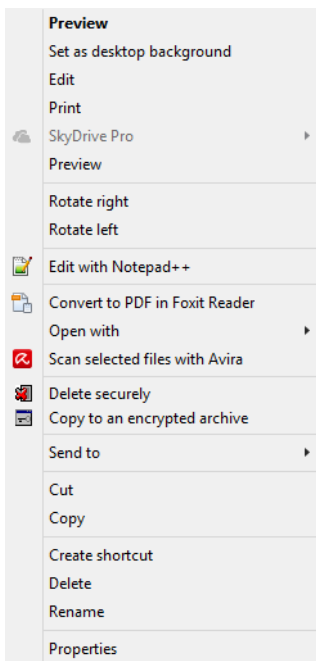 Preview
Set as desktop background
Edit
Print
SkyDrive Pro
Preview
Rotate right
Rotate left
Edit with Notepad++
Convert to PDF in Foxit Reader
Open with
Scan selected files with Avira
Delete securely
Copy to an encrypted archive
Send to
Cut
Copy
Create shortcut
Delete
Rename
Properties